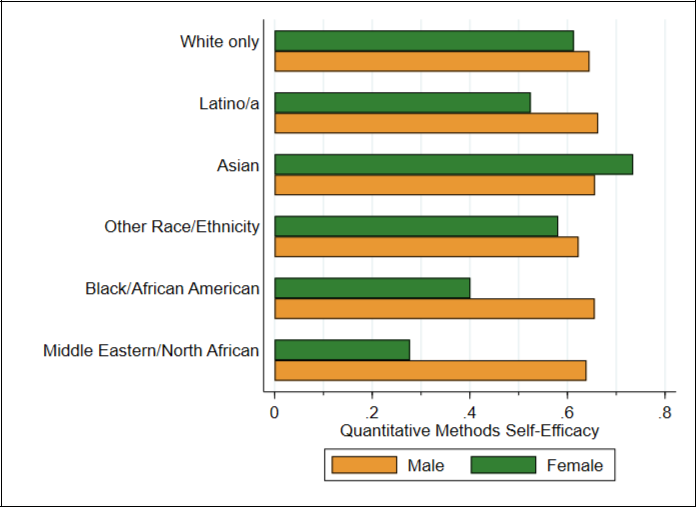 White only
Latino/a
Asian
Other Race/Ethnicity
Black/African American
Middle Eastern/North African
0 .2 .4 .6 .8
Quantitative Methods Self-Efficacy
Male Female